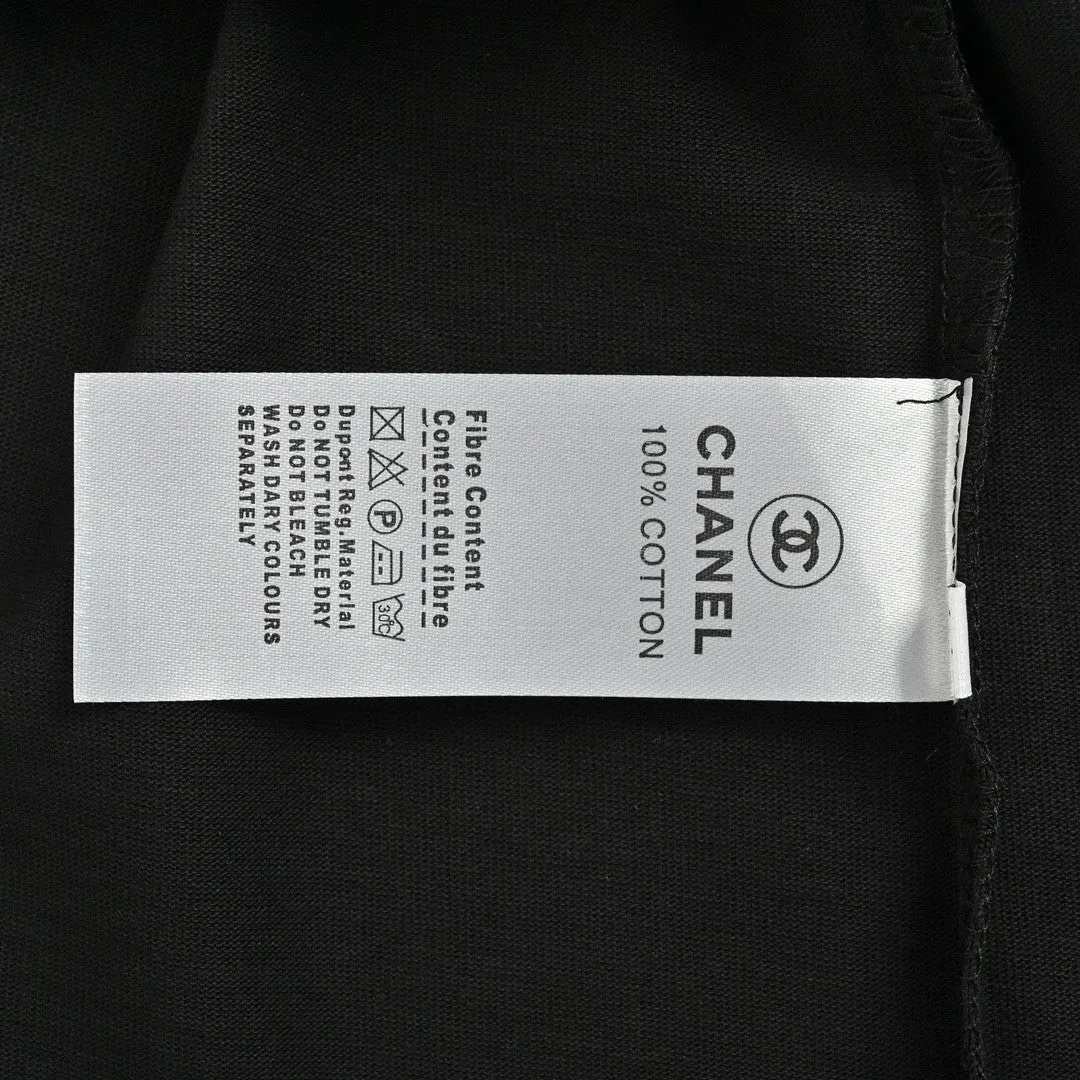 CHANEL
100% COTTON
Fibre Content
Content du fibre
P
30℃
Dupont Reg.Material
Do NOT TUMBLE DRY
Do NOT BLEACH
WASH DARY COLOURS
SEPARATELY